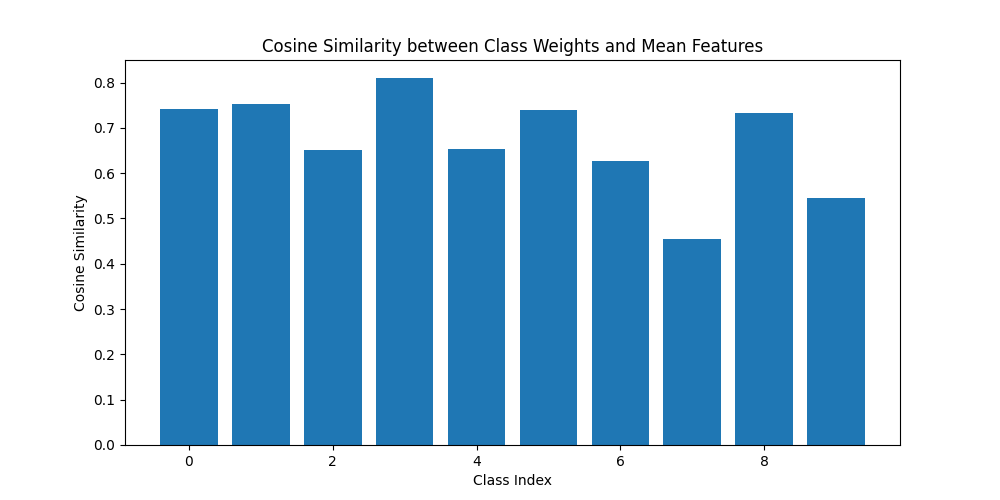 Cosine Similarity between Class Weights and Mean Features
0.8
0.7
0.6
0.5
0.4
0.3
0.2
0.1
0.0
Cosine Similarity
0 2 4 6 8
Class Index